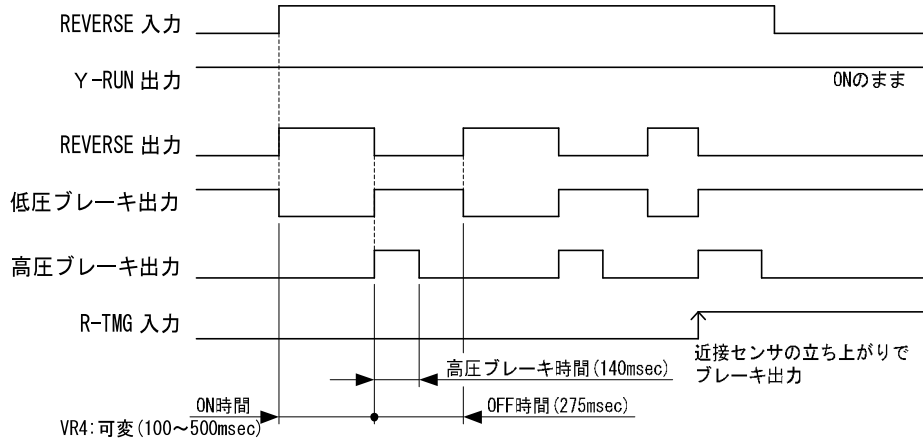 REVERSE 入力
Y-RUN 出力
ONのまま
REVERSE 出力
低圧ブレーキ出力
高圧ブレーキ出力
R-TMG 入力
近接センサの立ち上がりで
ブレーキ出力
高圧ブレーキ時間(140msec)
ON時間
OFF時間(275msec)
VR4:可変(100～500msec)